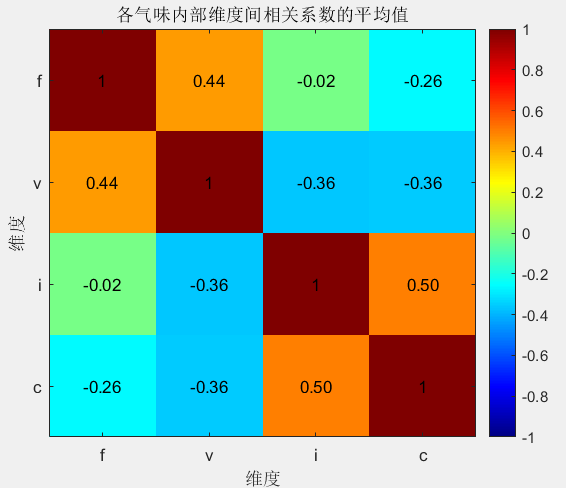 各气味内部维度间相关系数的平均值
f 1 0.44 -0.02 -0.26
v 0.44 1 -0.36 -0.36
i -0.02 -0.36 1 0.50
c -0.26 -0.36 0.50 1
f v i c
维度
维度
1
0.8
0.6
0.4
0.2
0
-0.2
-0.4
-0.6
-0.8
-1